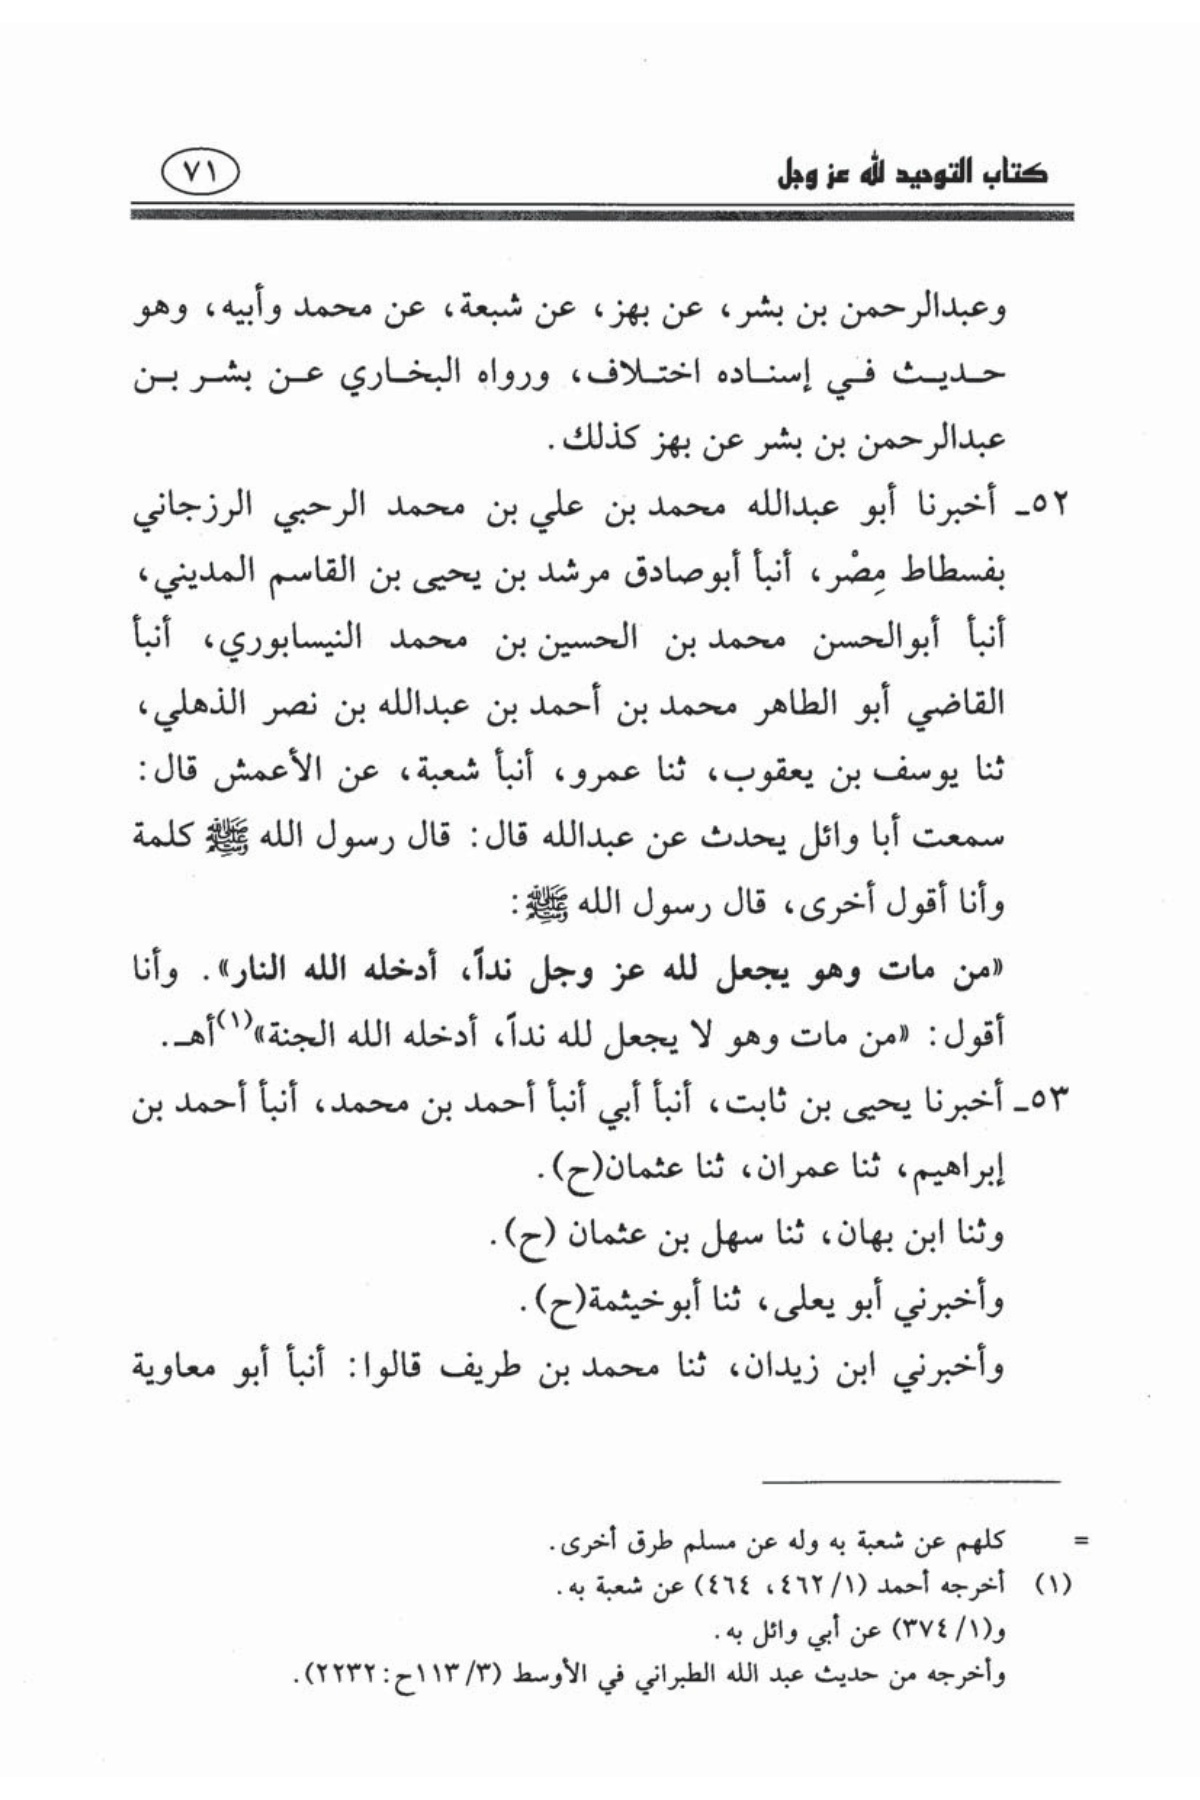 كتاب التوحيد لله عز وجل
٧١
وعبدالرحمن بن بشر، عن بهز، عن شبعة، عن محمد وأبيه، وهو
حديث في إسناده اختلاف، ورواه البخاري عن بشر بن
عبدالرحمن بن بشر عن بهز كذلك.
٥٢ـ أخبرنا أبو عبدالله محمد بن علي بن محمد الرحبي الرزجاني
بفسطاط مِصْر، أنبأ أبوصادق مرشد بن يحيى بن القاسم المديني،
أنبأ أبوالحسن محمد بن الحسين بن محمد النيسابوري، أنبأ
القاضي أبو الطاهر محمد بن أحمد بن عبدالله بن نصر الذهلي،
ثنا يوسف بن يعقوب، ثنا عمرو، أنبأ شعبة، عن الأعمش قال:
سمعت أبا وائل يحدث عن عبدالله قال: قال رسول الله ﷺ كلمة
وأنا أقول أخرى، قال رسول الله ﷺ:
«من مات وهو يجعل لله عز وجل نداً، أدخله الله النار». وأنا
أقول: «من مات وهو لا يجعل لله نداً، أدخله الله الجنة»(١)أهـ.
٥٣ـ أخبرنا يحيى بن ثابت، أنبأ أبي أنبأ أحمد بن محمد، أنبأ أحمد بن
إبراهيم، ثنا عمران، ثنا عثمان(ح).
وثنا ابن بهان، ثنا سهل بن عثمان (ح).
وأخبرني أبو يعلى، ثنا أبوخيثمة(ح).
وأخبرني ابن زيدان، ثنا محمد بن طريف قالوا: أنبأ أبو معاوية
= كلهم عن شعبة به وله عن مسلم طرق أخرى.
(١) أخرجه أحمد (١/ ٤٦٢، ٤٦٤) عن شعبة به.
و(١/ ٣٧٤) عن أبي وائل به.
وأخرجه من حديث عبد الله الطبراني في الأوسط (٣/ ١١٣ح: ٢٢٣٢).